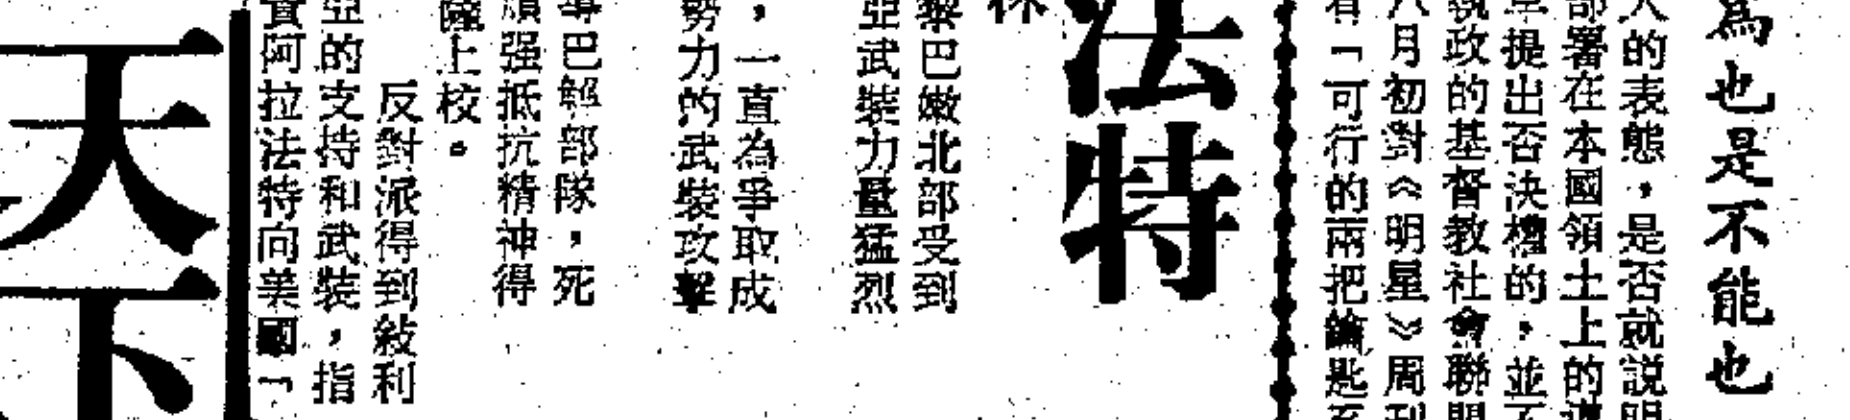 為也是不能也
人的表態，是否就說明
部署在本國領土上的
提出否決權的，並不
執政的基督教社會聯盟
八月初對《明星》周刊
有「可行的兩把鑰匙
法特
黎巴嫩北部受到
亞武裝力量猛烈
，一直為爭取成
勢力的武裝攻擊
導巴解部隊，死
頑强抵抗精神得
薩上校。
反對派得到敍利
亞的支持和武裝，指
責阿拉法特向美國「
天下